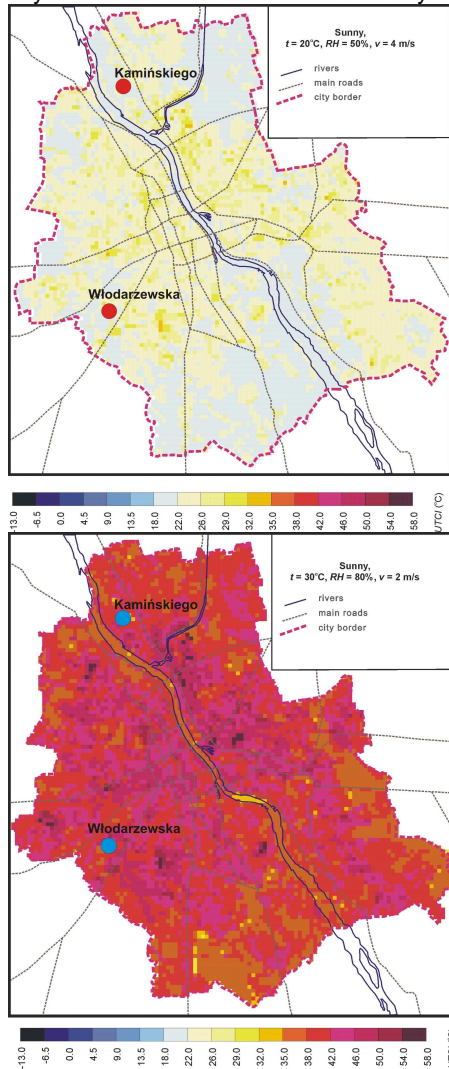 Sunny,
t = 20°C, RH = 50%, v = 4 m/s
rivers
main roads
city border
Kamińskiego
Włodarzewska
-13.0
-6.5
0.0
4.5
9.0
13.5
18.0
22.0
26.0
29.0
32.0
35.0
38.0
42.0
46.0
50.0
54.0
58.0
UTCI (°C)
Sunny,
t = 30°C, RH = 80%, v = 2 m/s
rivers
main roads
city border
Kamińskiego
Włodarzewska
-13.0
-6.5
0.0
4.5
9.0
13.5
18.0
22.0
26.0
29.0
32.0
35.0
38.0
42.0
46.0
50.0
54.0
58.0